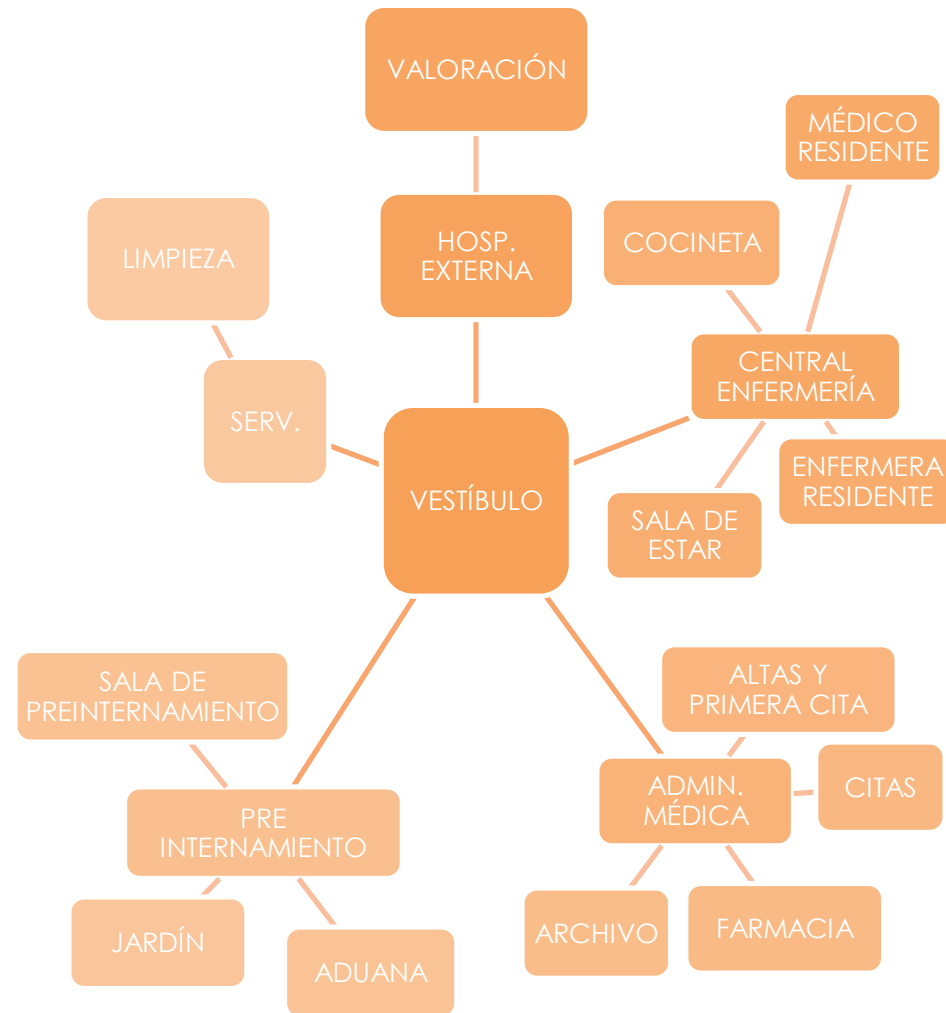 VALORACIÓN
MÉDICO
RESIDENTE
HOSP.
EXTERNA
COCINETA
LIMPIEZA
CENTRAL
ENFERMERÍA
SERV.
VESTÍBULO
ENFERMERA
RESIDENTE
SALA DE
ESTAR
SALA DE
PREINTERNAMIENTO
ALTAS Y
PRIMERA CITA
ADMIN.
MÉDICA
CITAS
PRE
INTERNAMIENTO
JARDÍN
ADUANA
ARCHIVO
FARMACIA